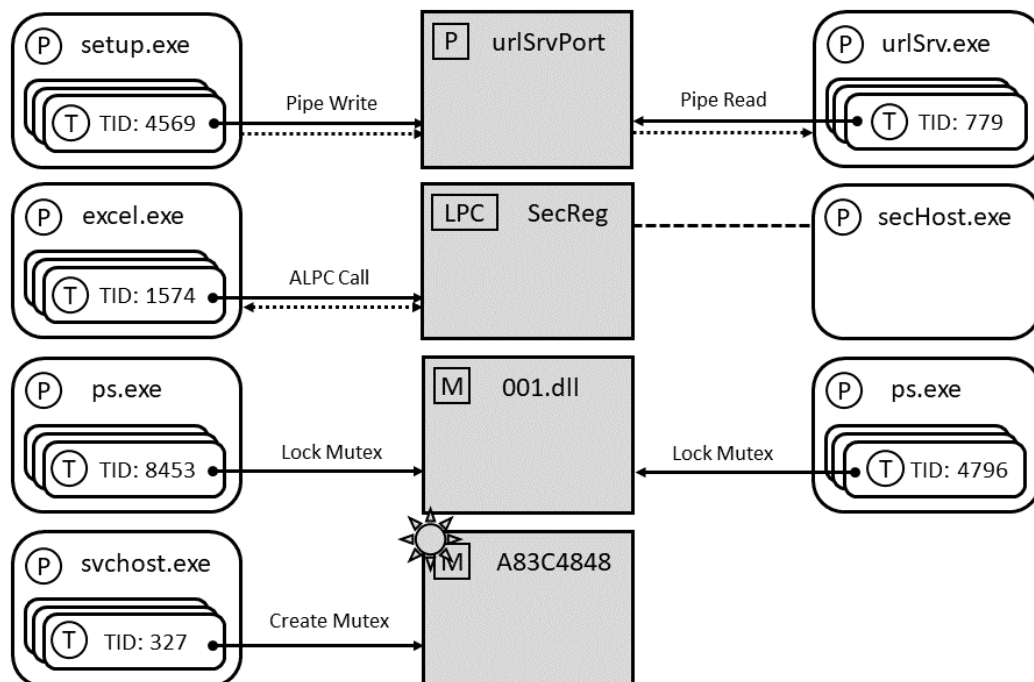 P setup.exe
T TID: 4569
Pipe Write
P urlSrvPort
Pipe Read
P urlSrv.exe
T TID: 779
P excel.exe
T TID: 1574
ALPC Call
LPC SecReg
P secHost.exe
P ps.exe
T TID: 8453
Lock Mutex
M 001.dll
Lock Mutex
P ps.exe
T TID: 4796
P svchost.exe
T TID: 327
Create Mutex
M A83C4848